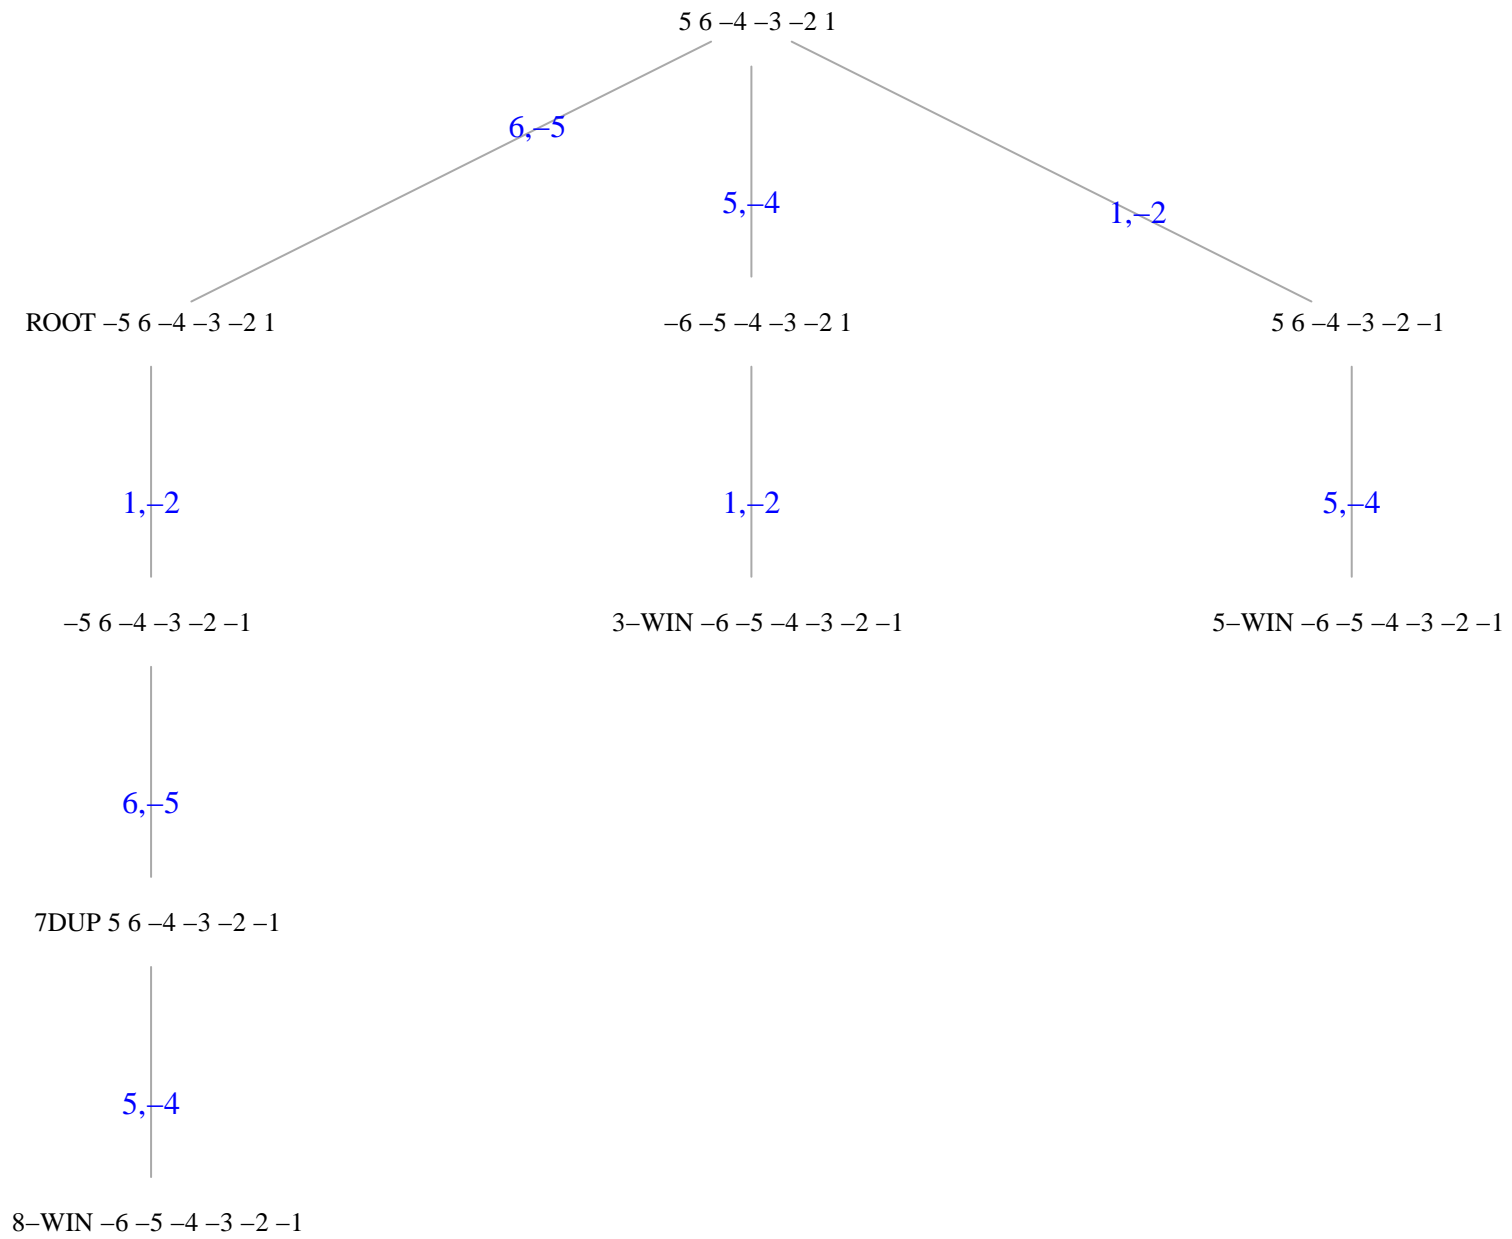 5 6 –4 –3 –2 1
6,–5
5,–4
1,–2
ROOT –5 6 –4 –3 –2 1
–6 –5 –4 –3 –2 1
5 6 –4 –3 –2 –1
1,–2
1,–2
5,–4
–5 6 –4 –3 –2 –1
3–WIN –6 –5 –4 –3 –2 –1
5–WIN –6 –5 –4 –3 –2 –1
6,–5
7DUP 5 6 –4 –3 –2 –1
5,–4
8–WIN –6 –5 –4 –3 –2 –1